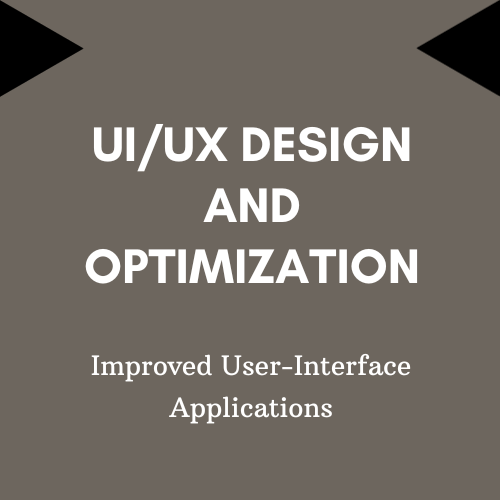 UI/UX DESIGN
AND
OPTIMIZATION
Improved User-Interface
Applications